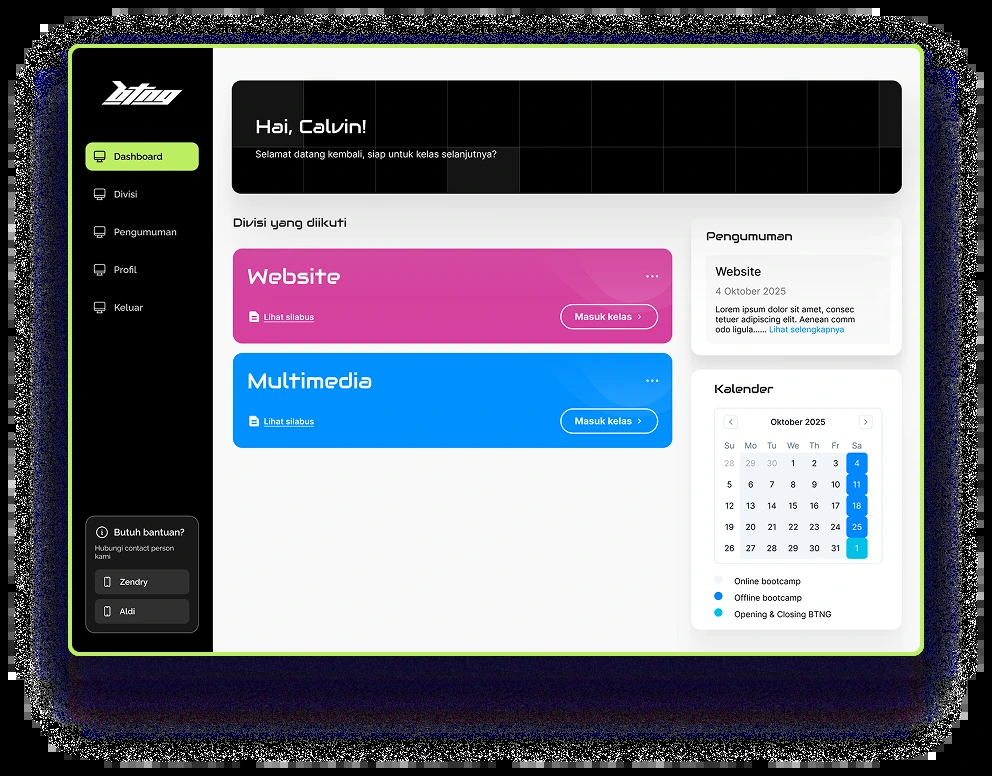 btng
Dashboard
Divisi
Pengumuman
Profil
Keluar
Butuh bantuan?
Hubungi contact person
kami
Zendry
Aldi
Hai, Calvin!
Selamat datang kembali, siap untuk kelas selanjutnya?
Divisi yang diikuti
Website
Lihat silabus
Masuk kelas
Multimedia
Lihat silabus
Masuk kelas
Pengumuman
Website
4 Oktober 2025
Lorem ipsum dolor sit amet, consec
tetuer adipiscing elit. Aenean comm
odo ligula...... Lihat selengkapnya
Kalender
Oktober 2025
Su Mo Tu We Th Fr Sa
28 29 30 1 2 3 4
5 6 7 8 9 10 11
12 13 14 15 16 17 18
19 20 21 22 23 24 25
26 27 28 29 30 31 1
Online bootcamp
Offline bootcamp
Opening & Closing BTNG